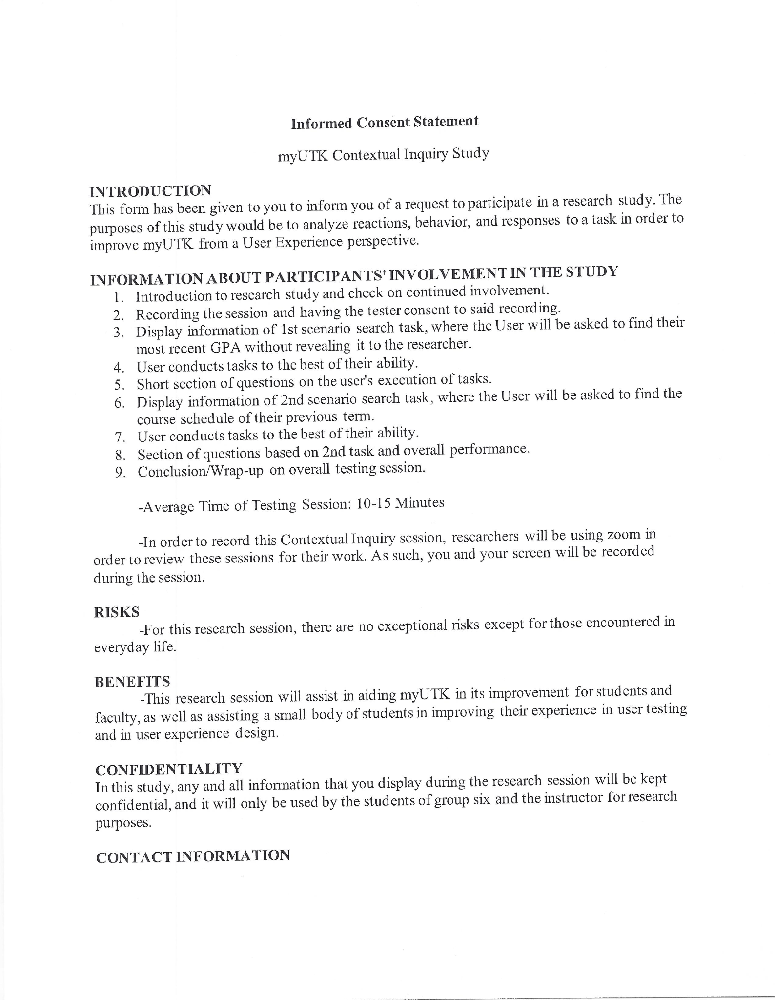 Informed Consent Statement
myUTK Contextual Inquiry Study
INTRODUCTION
This form has been given to you to inform you of a request to participate in a research study. The
purposes of this study would be to analyze reactions, behavior, and responses to a task in order to
improve myUTK from a User Experience perspective.
INFORMATION ABOUT PARTICIPANTS' INVOLVEMENT IN THE STUDY
1. Introduction to research study and check on continued involvement.
2. Recording the session and having the tester consent to said recording.
3. Display information of 1st scenario search task, where the User will be asked to find their
most recent GPA without revealing it to the researcher.
4. User conducts tasks to the best of their ability.
5. Short section of questions on the user's execution of tasks.
6. Display information of 2nd scenario search task, where the User will be asked to find the
course schedule of their previous term.
7. User conducts tasks to the best of their ability.
8. Section of questions based on 2nd task and overall performance.
9. Conclusion/Wrap-up on overall testing session.
-Average Time of Testing Session: 10-15 Minutes
-In order to record this Contextual Inquiry session, researchers will be using zoom in
order to review these sessions for their work. As such, you and your screen will be recorded
during the session.
RISKS
-For this research session, there are no exceptional risks except for those encountered in
everyday life.
BENEFITS
-This research session will assist in aiding myUTK in its improvement for students and
faculty, as well as assisting a small body of students in improving their experience in user testing
and in user experience design.
CONFIDENTIALITY
In this study, any and all information that you display during the research session will be kept
confidential, and it will only be used by the students of group six and the instructor for research
purposes.
CONTACT INFORMATION